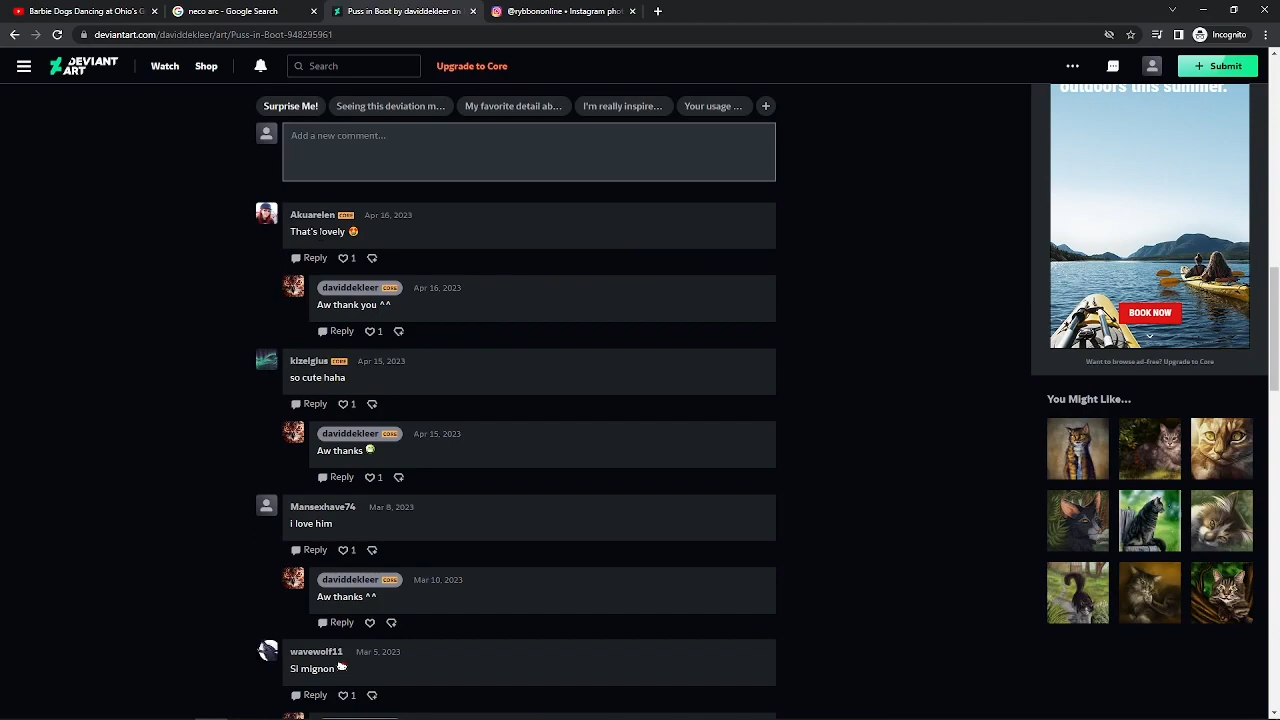 Barbie Dogs Dancing at Ohio's G
neco arc - Google Search
Puss in Boot by daviddekleer on
@rybbononline • Instagram phot
deviantart.com/daviddekleer/art/Puss-in-Boot-948295961
Incognito
DEVIANT ART
Watch
Shop
Search
Upgrade to Core
Submit
outdoors this summer.
Surprise Me!
Seeing this deviation m...
My favorite detail ab...
I'm really inspire...
Your usage ...
Add a new comment...
Akuarelen CORE Apr 16, 2023
That's lovely
Reply 1
daviddekleer CORE Apr 16, 2023
Aw thank you ^^
Reply 1
kizelgius CORE Apr 15, 2023
so cute haha
Reply 1
daviddekleer CORE Apr 15, 2023
Aw thanks
Reply 1
Mansexhave74 Mar 8, 2023
i love him
Reply 1
daviddekleer CORE Mar 10, 2023
Aw thanks ^^
Reply
wavewolf11 Mar 5, 2023
Si mignon
Reply 1
BOOK NOW
Want to browse ad-free? Upgrade to Core
You Might Like...